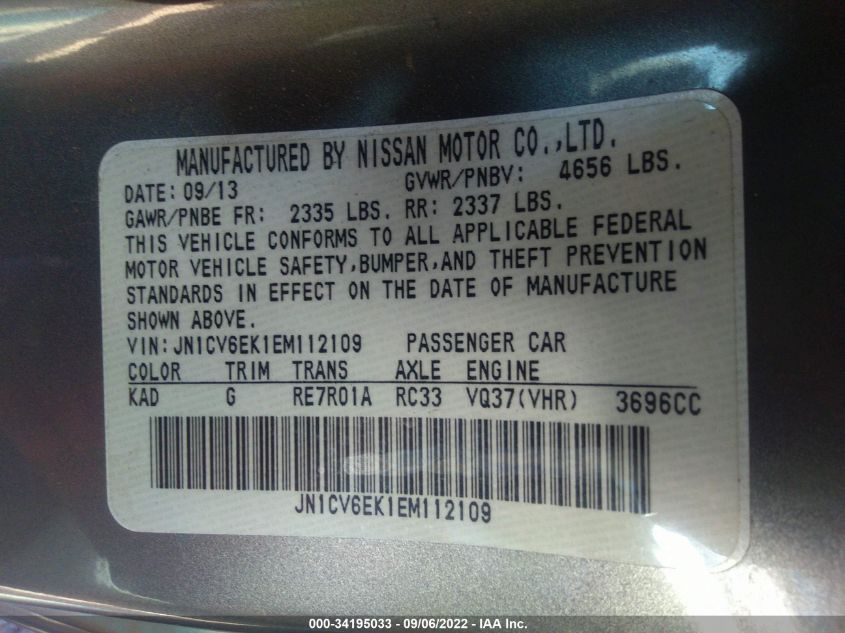 MANUFACTURED BY NISSAN MOTOR CO.,LTD.
DATE: 09/13 GVWR/PNBV: 4656 LBS.
GAWR/PNBE FR: 2335 LBS. RR: 2337 LBS.
THIS VEHICLE CONFORMS TO ALL APPLICABLE FEDERAL
MOTOR VEHICLE SAFETY,BUMPER,AND THEFT PREVENTION
STANDARDS IN EFFECT ON THE DATE OF MANUFACTURE
SHOWN ABOVE.
VIN:JN1CV6EK1EM112109 PASSENGER CAR
COLOR TRIM TRANS AXLE ENGINE
KAD G RE7R01A RC33 VQ37(VHR) 3696CC
JN1CV6EK1EM112109
000-34195033 - 09/06/2022 - IAA Inc.